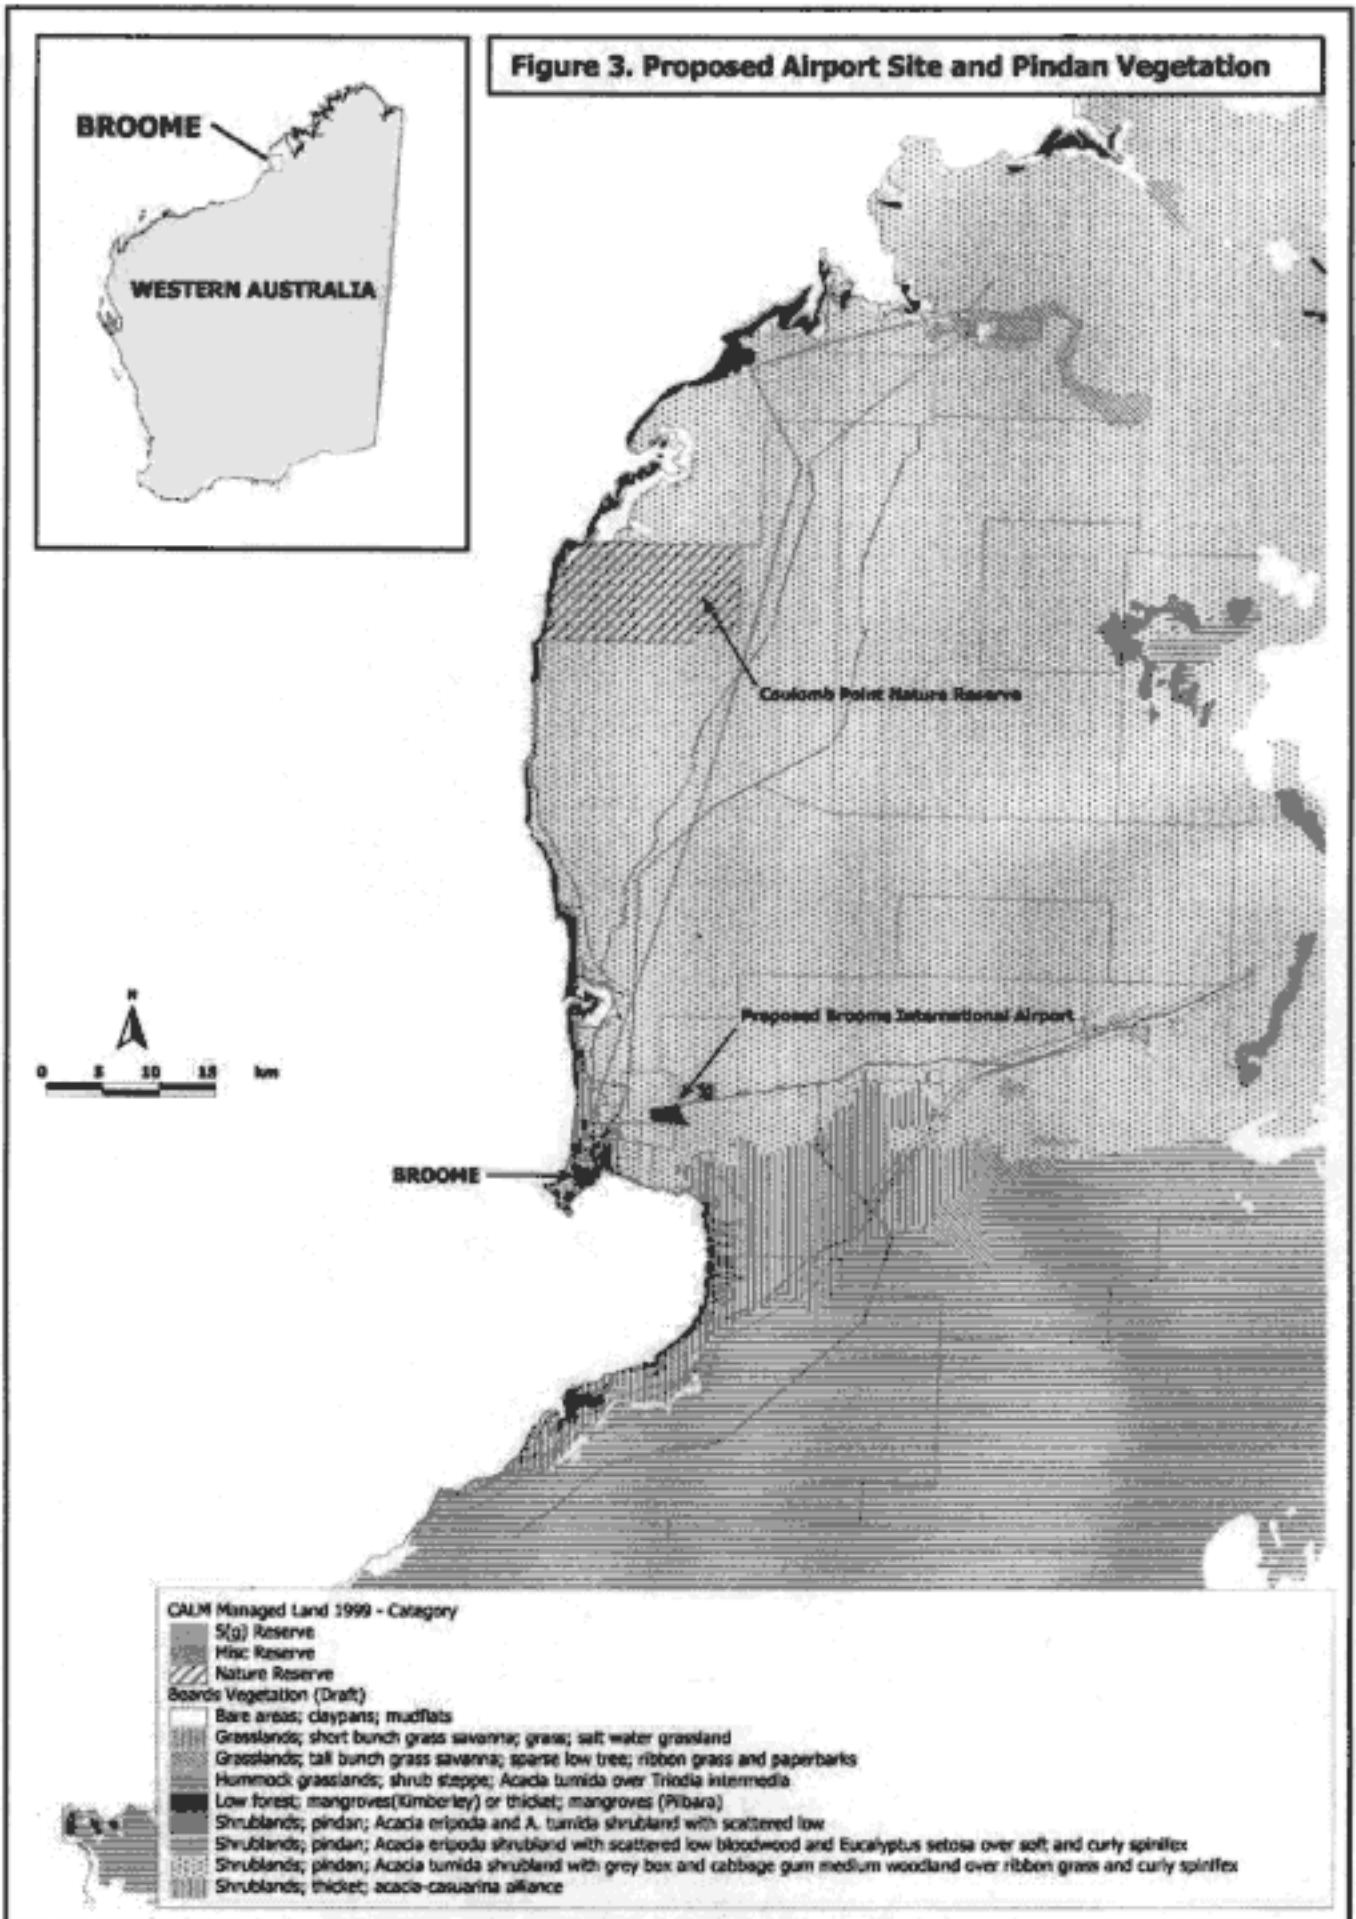 Figure 3. Proposed Airport Site and Pindan Vegetation
BROOME
WESTERN AUSTRALIA
Coulomb Point Nature Reserve
N
0 5 10 15 km
Proposed Broome International Airport
BROOME
CALM Managed Land 1999 - Category
5(g) Reserve
Misc Reserve
Nature Reserve
Beards Vegetation (Draft)
Bare areas; claypans; mudflats
Grasslands; short bunch grass savanna; grass; salt water grassland
Grasslands; tall bunch grass savanna; sparse low tree; ribbon grass and paperbarks
Hummock grasslands; shrub steppe; Acacia tumida over Triodia intermedia
Low forest; mangroves(Kimberley) or thicket; mangroves (Pilbara)
Shrublands; pindan; Acacia eripoda and A. tumida shrubland with scattered low
Shrublands; pindan; Acacia eripoda shrubland with scattered low bloodwood and Eucalyptus setosa over soft and curly spinifex
Shrublands; pindan; Acacia tumida shrubland with grey box and cabbage gum medium woodland over ribbon grass and curly spinifex
Shrublands; thicket; acacia-casuarina alliance